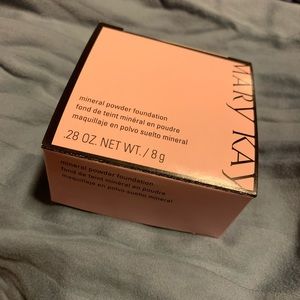 mineral powder foundation
fond de teint minéral en poudre
maquillaje en polvo suelto mineral
.28 OZ. NET WT. / 8 g
MARY KAY
mineral powder foundation
fond de teint minéral en poudre
maquillaje en polvo suelto mineral